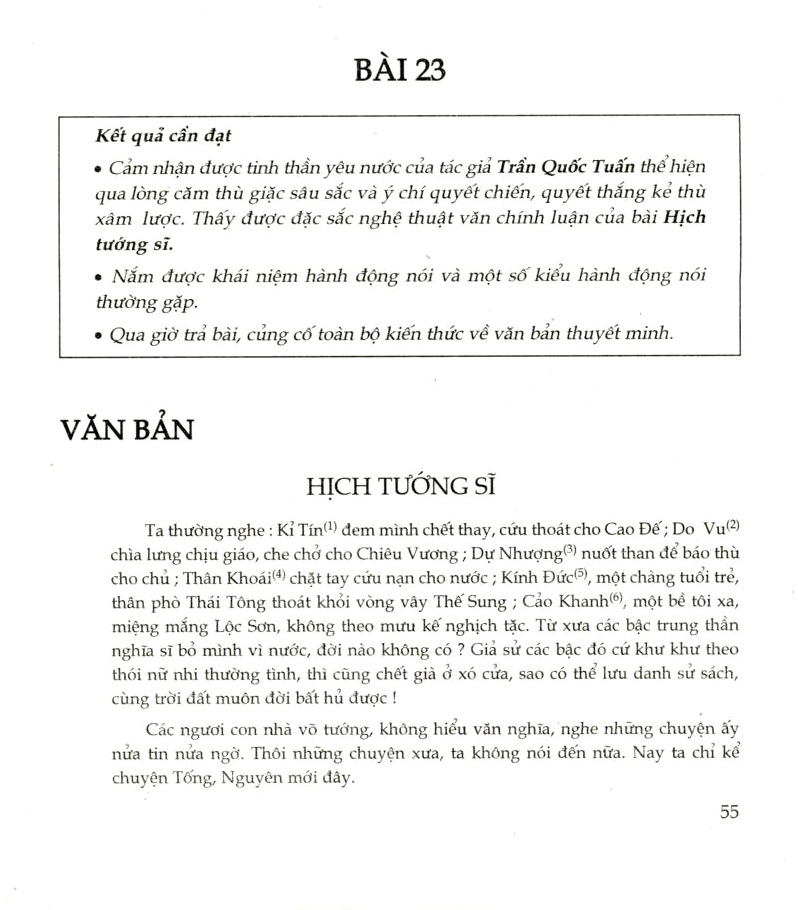 BÀI 23
Kết quả cần đạt
• Cảm nhận được tinh thần yêu nước của tác giả Trần Quốc Tuấn thể hiện
qua lòng căm thù giặc sâu sắc và ý chí quyết chiến, quyết thắng kẻ thù
xâm lược. Thấy được đặc sắc nghệ thuật văn chính luận của bài Hịch
tướng sĩ.
• Nắm được khái niệm hành động nói và một số kiểu hành động nói
thường gặp.
• Qua giờ trả bài, củng cố toàn bộ kiến thức về văn bản thuyết minh.
VĂN BẢN
HỊCH TƯỚNG SĨ
Ta thường nghe : Kỉ Tín(1) đem mình chết thay, cứu thoát cho Cao Đế ; Do Vu(2)
chìa lưng chịu giáo, che chở cho Chiêu Vương ; Dự Nhượng(3) nuốt than để báo thù
cho chủ ; Thân Khoái(4) chặt tay cứu nạn cho nước ; Kính Đức(5), một chàng tuổi trẻ,
thân phò Thái Tông thoát khỏi vòng vây Thế Sung ; Cảo Khanh(6), một bề tôi xa,
miệng mắng Lộc Sơn, không theo mưu kế nghịch tặc. Từ xưa các bậc trung thần
nghĩa sĩ bỏ mình vì nước, đời nào không có ? Giả sử các bậc đó cứ khư khư theo
thói nữ nhi thường tình, thì cũng chết già ở xó cửa, sao có thể lưu danh sử sách,
cùng trời đất muôn đời bất hủ được !
Các ngươi con nhà võ tướng, không hiểu văn nghĩa, nghe những chuyện ấy
nửa tin nửa ngờ. Thôi những chuyện xưa, ta không nói đến nữa. Nay ta chỉ kể
chuyện Tống, Nguyên mới đây.
55